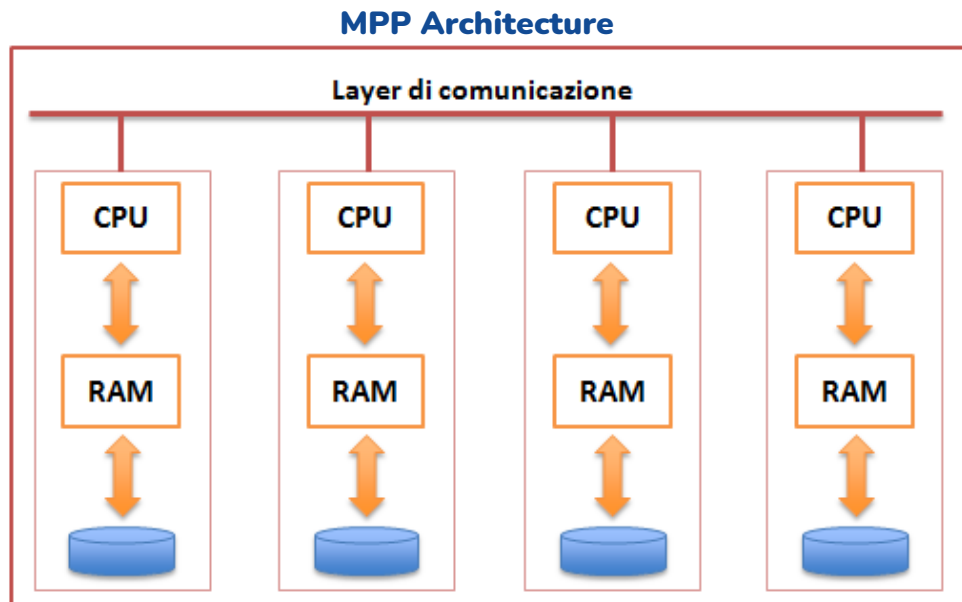 MPP Architecture
Layer di comunicazione
CPU CPU CPU CPU
RAM RAM RAM RAM